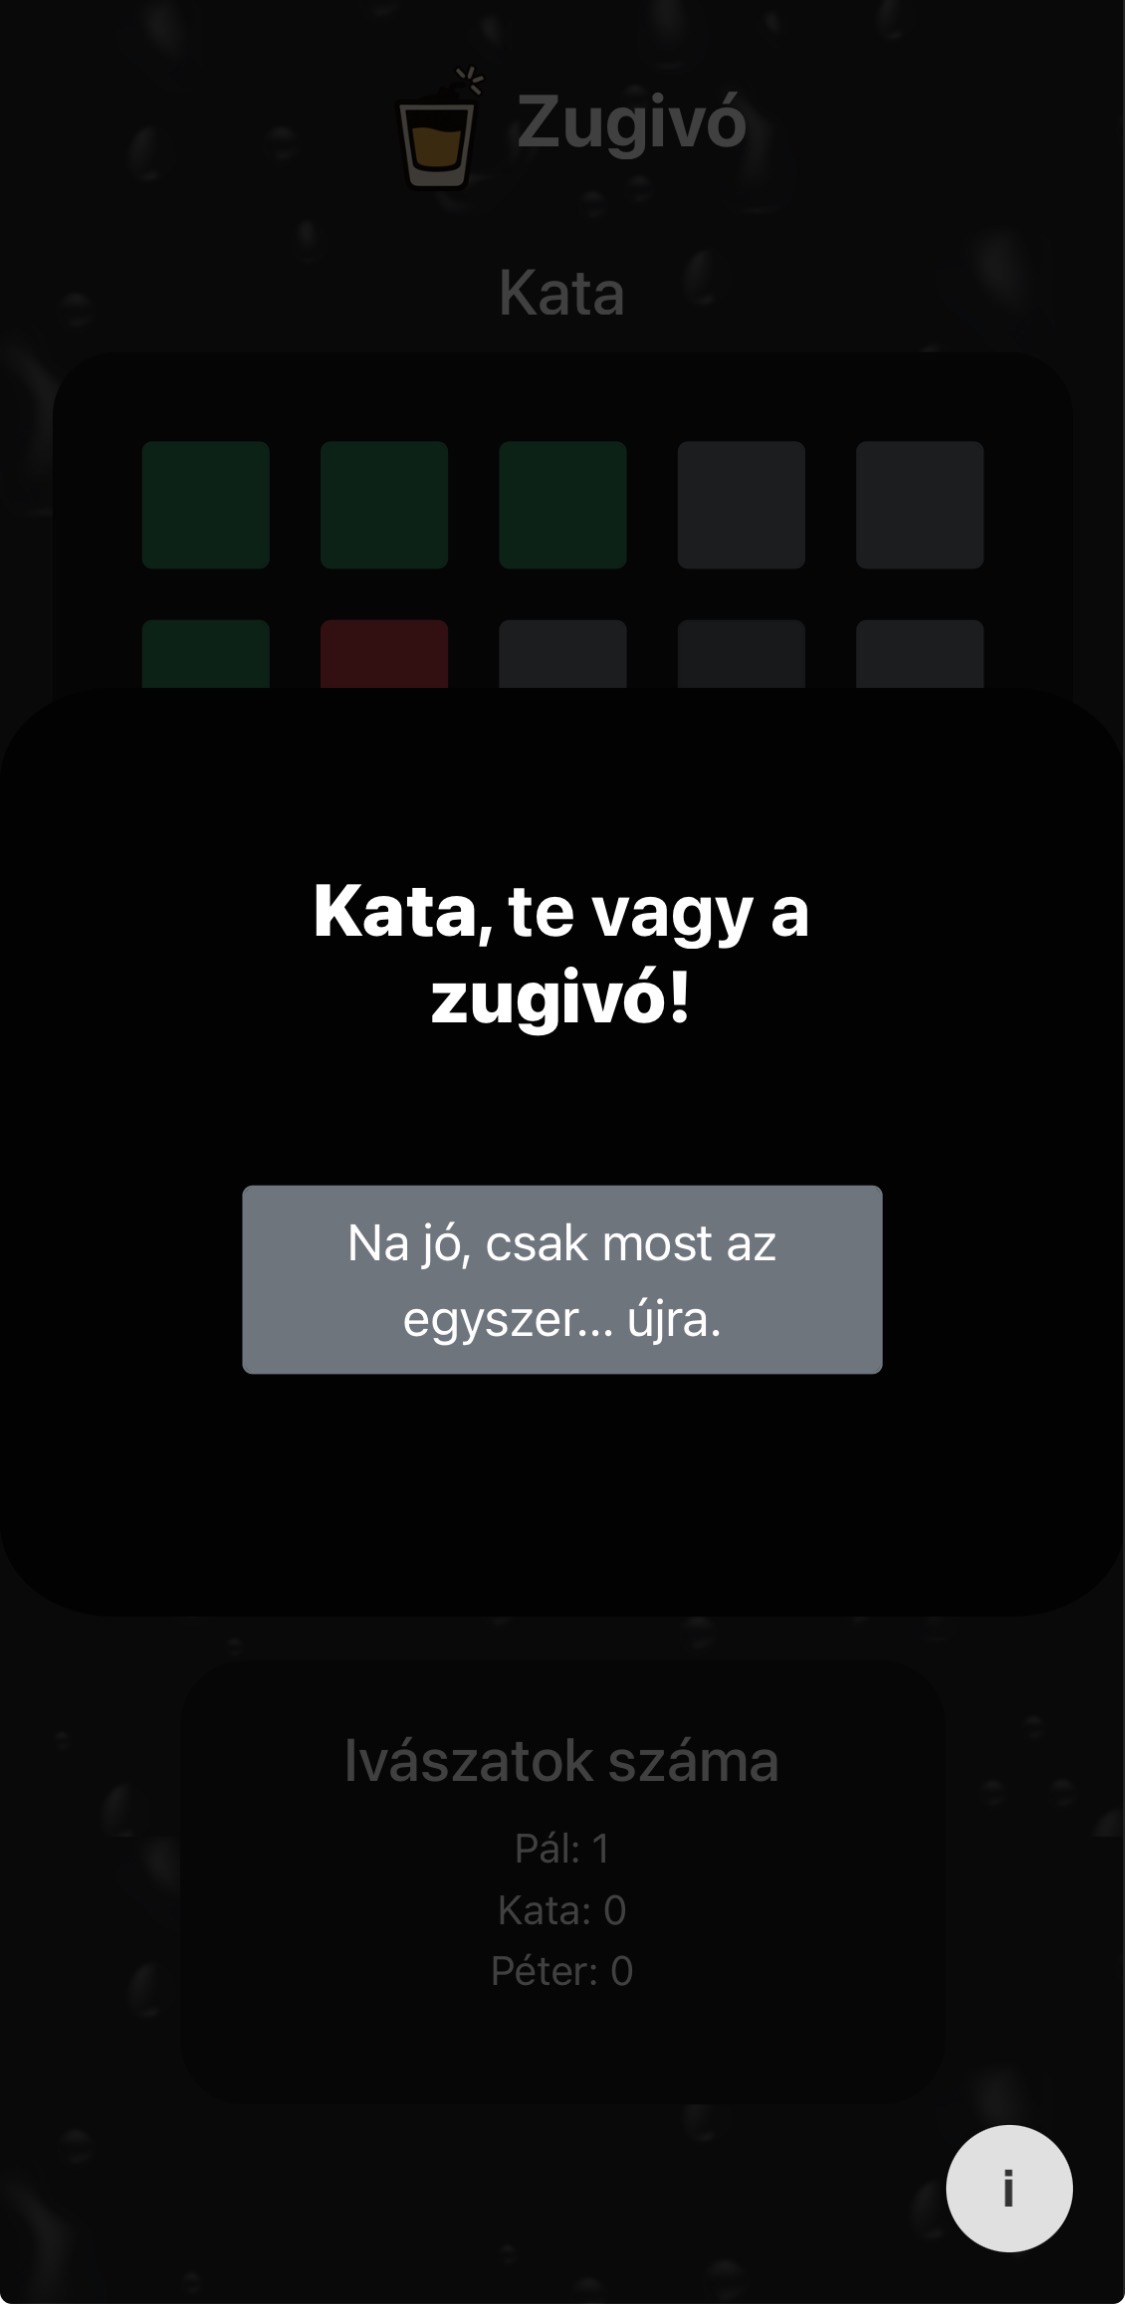 Zugivó
Kata
Kata, te vagy a
zugivó!
Na jó, csak most az
egyszer... újra.
Ivászatok száma
Pál: 1
Kata: 0
Péter: 0
i